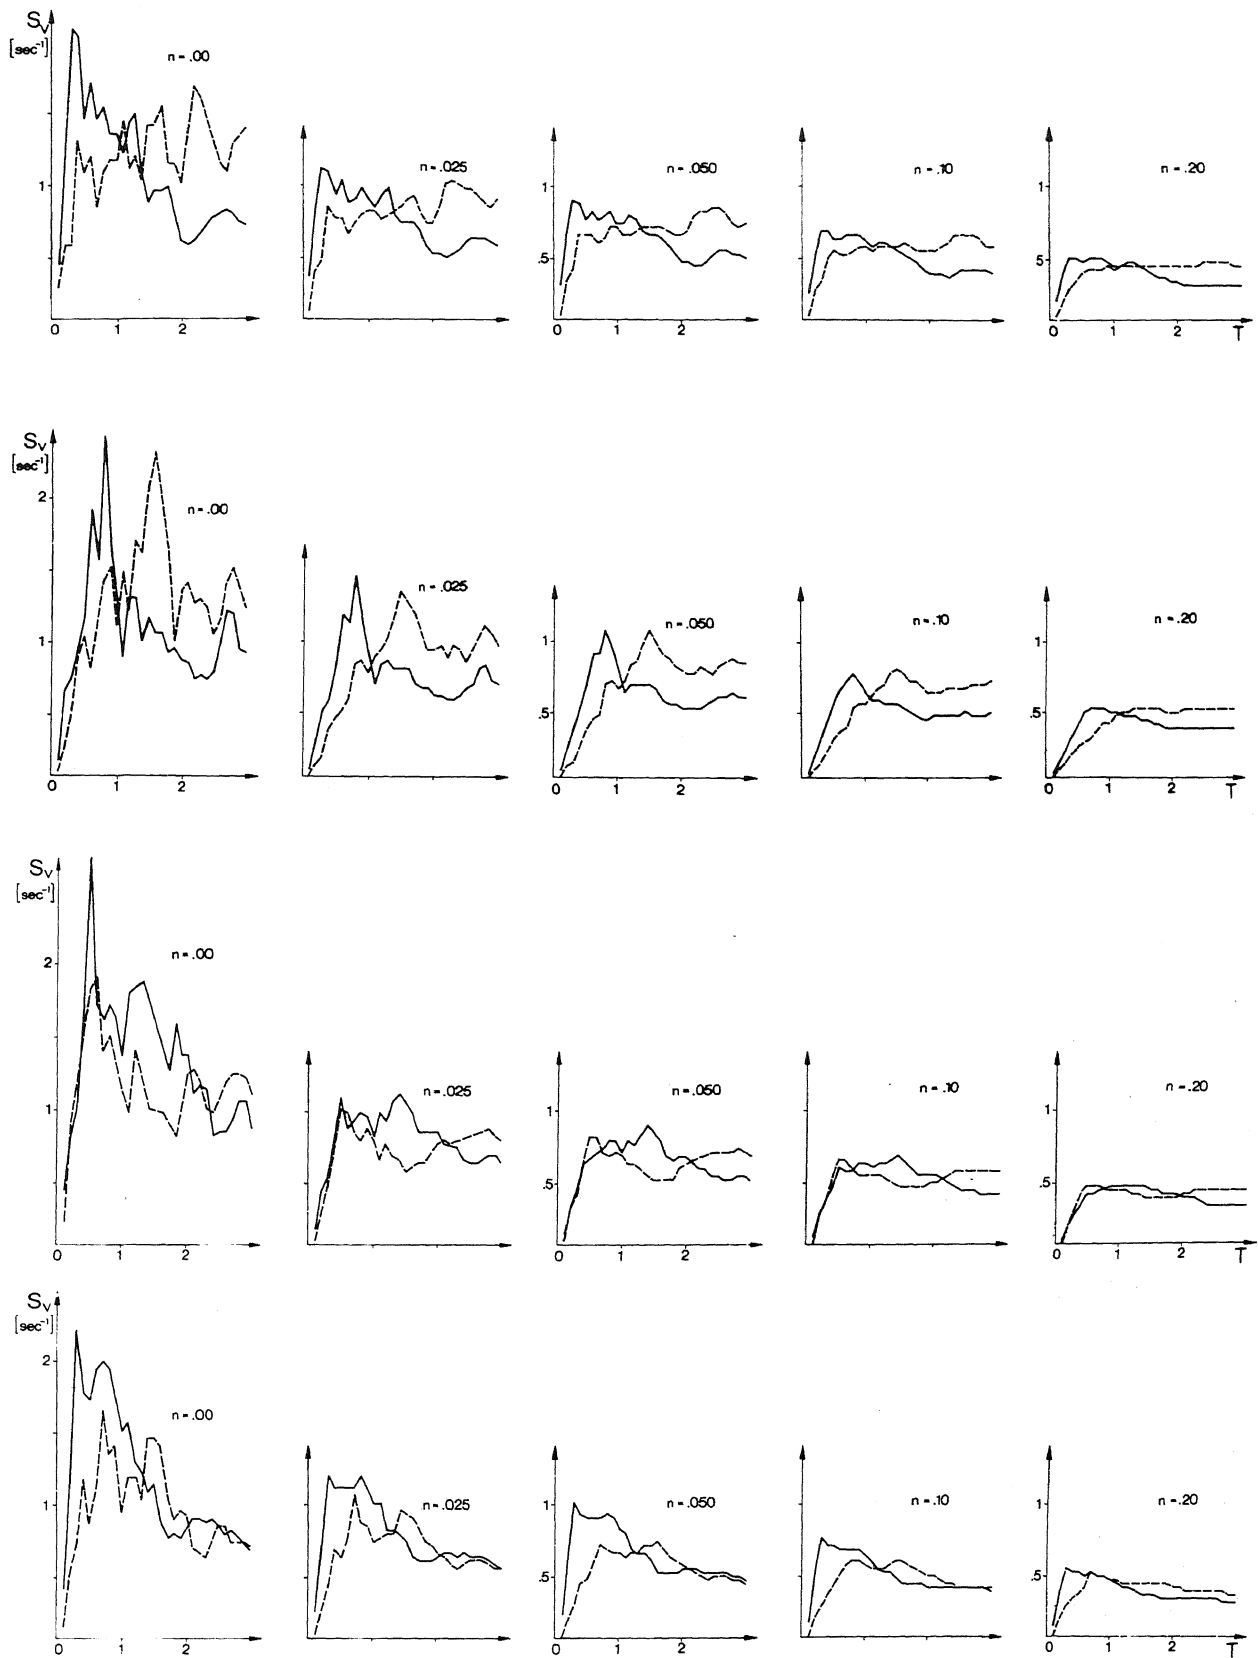 Sv
[sec⁻¹]
n = .00
1
0 1 2
n = .025
n = .050
1
.5
0 1 2
n = .10
n = .20
1
5
0 1 2 T
Sv
[sec⁻¹]
n = .00
2
1
0 1 2
n = .025
n = .050
1
.5
0 1 2
n = .10
n = .20
1
.5
0 1 2 T
Sv
[sec⁻¹]
n = .00
2
1
0 1 2
n = .025
n = .050
1
.5
0 1 2
n = .10
n = .20
1
.5
0 1 2 T
Sv
[sec⁻¹]
n = .00
2
1
0 1 2
n = .025
n = .050
1
.5
0 1 2
n = .10
n = .20
1
.5
0 1 2 T